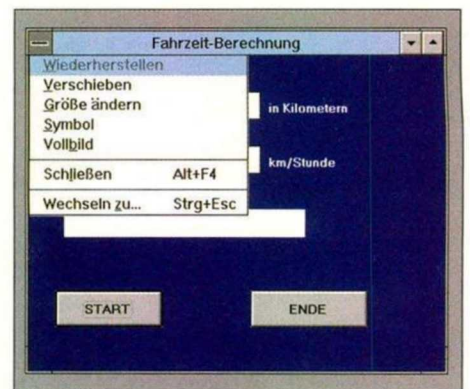 Fahrzeit-Berechnung
Wiederherstellen
Verschieben
Größe ändern
Symbol
Vollbild
Schließen Alt+F4
Wechseln zu... Strg+Esc
in Kilometern
km/Stunde
START
ENDE